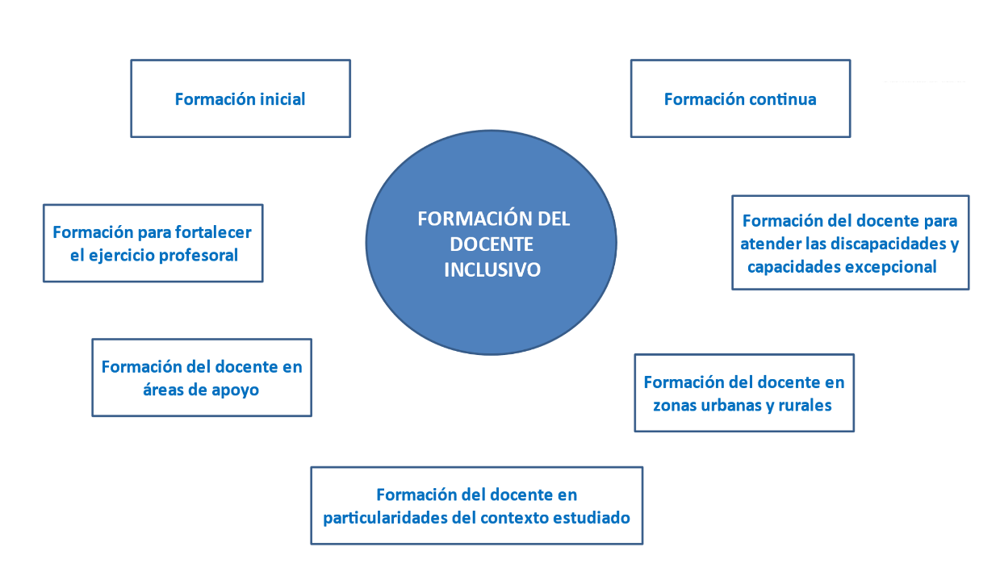 Formación inicial
Formación continua
FORMACIÓN DEL
DOCENTE
INCLUSIVO
Formación para fortalecer
el ejercicio profesoral
Formación del docente para
atender las discapacidades y
capacidades excepcional
Formación del docente en
áreas de apoyo
Formación del docente en
zonas urbanas y rurales
Formación del docente en
particularidades del contexto estudiado